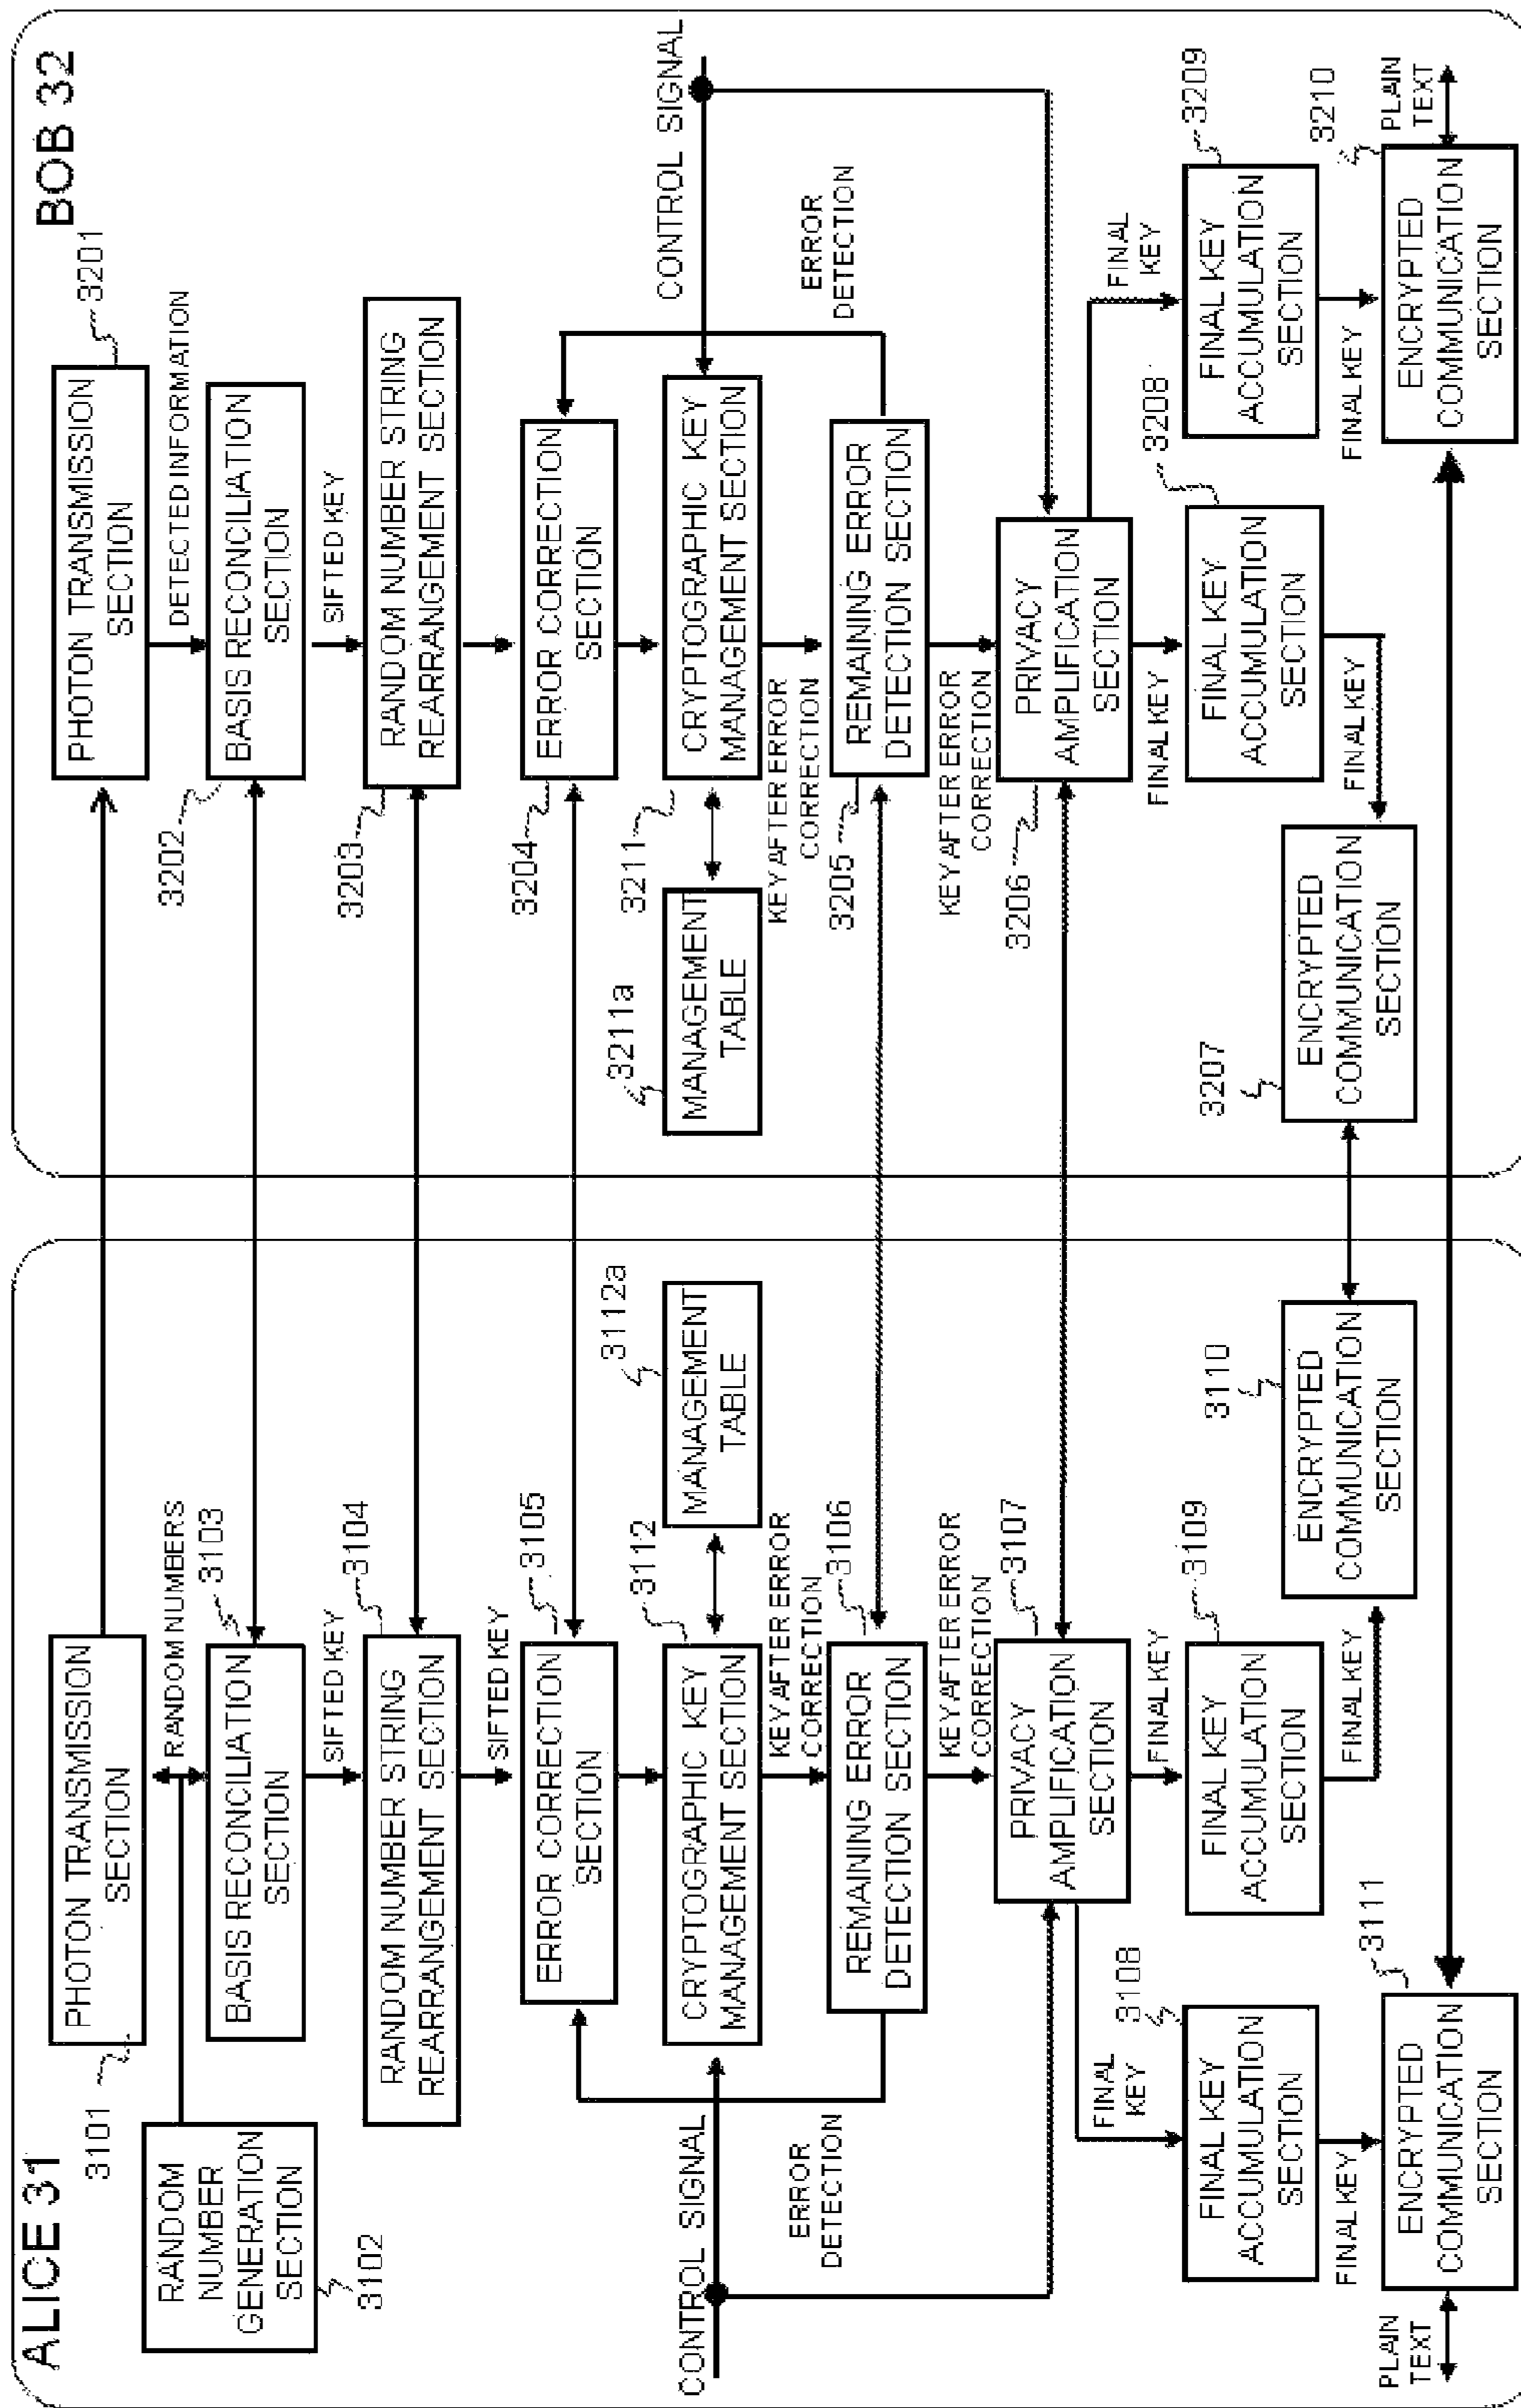 ALICE 31
3101
PHOTON TRANSMISSION
SECTION
RANDOM
NUMBER
GENERATION
SECTION
3102
RANDOM NUMBERS
3103
BASIS RECONCILIATION
SECTION
SIFTED KEY
3104
RANDOM NUMBER STRING
REARRANGEMENT SECTION
SIFTED KEY
3105
ERROR CORRECTION
SECTION
3112
3112a
CONTROL SIGNAL
CRYPTOGRAPHIC KEY
MANAGEMENT SECTION
MANAGEMENT
TABLE
KEY AFTER ERROR
CORRECTION
3106
ERROR
DETECTION
REMAINING ERROR
DETECTION SECTION
KEY AFTER ERROR
CORRECTION
3107
PRIVACY
AMPLIFICATION
SECTION
FINAL
KEY
FINAL KEY
3108
3109
FINAL KEY
ACCUMULATION
SECTION
FINAL KEY
ACCUMULATION
SECTION
3110
FINAL KEY
FINAL KEY
ENCRYPTED
COMMUNICATION
SECTION
3111
PLAIN
TEXT
ENCRYPTED
COMMUNICATION
SECTION
BOB 32
PHOTON TRANSMISSION
SECTION
3201
DETECTED INFORMATION
3202
BASIS RECONCILIATION
SECTION
SIFTED KEY
3203
RANDOM NUMBER STRING
REARRANGEMENT SECTION
3204
ERROR CORRECTION
SECTION
3211a
3211
CONTROL SIGNAL
MANAGEMENT
TABLE
CRYPTOGRAPHIC KEY
MANAGEMENT SECTION
KEY AFTER ERROR
CORRECTION
ERROR
DETECTION
3205
REMAINING ERROR
DETECTION SECTION
KEY AFTER ERROR
CORRECTION
3206
PRIVACY
AMPLIFICATION
SECTION
FINAL KEY
FINAL
KEY
3208
3209
FINAL KEY
ACCUMULATION
SECTION
FINAL KEY
ACCUMULATION
SECTION
3207
FINAL KEY
FINAL KEY
ENCRYPTED
COMMUNICATION
SECTION
3210
ENCRYPTED
COMMUNICATION
SECTION
PLAIN
TEXT